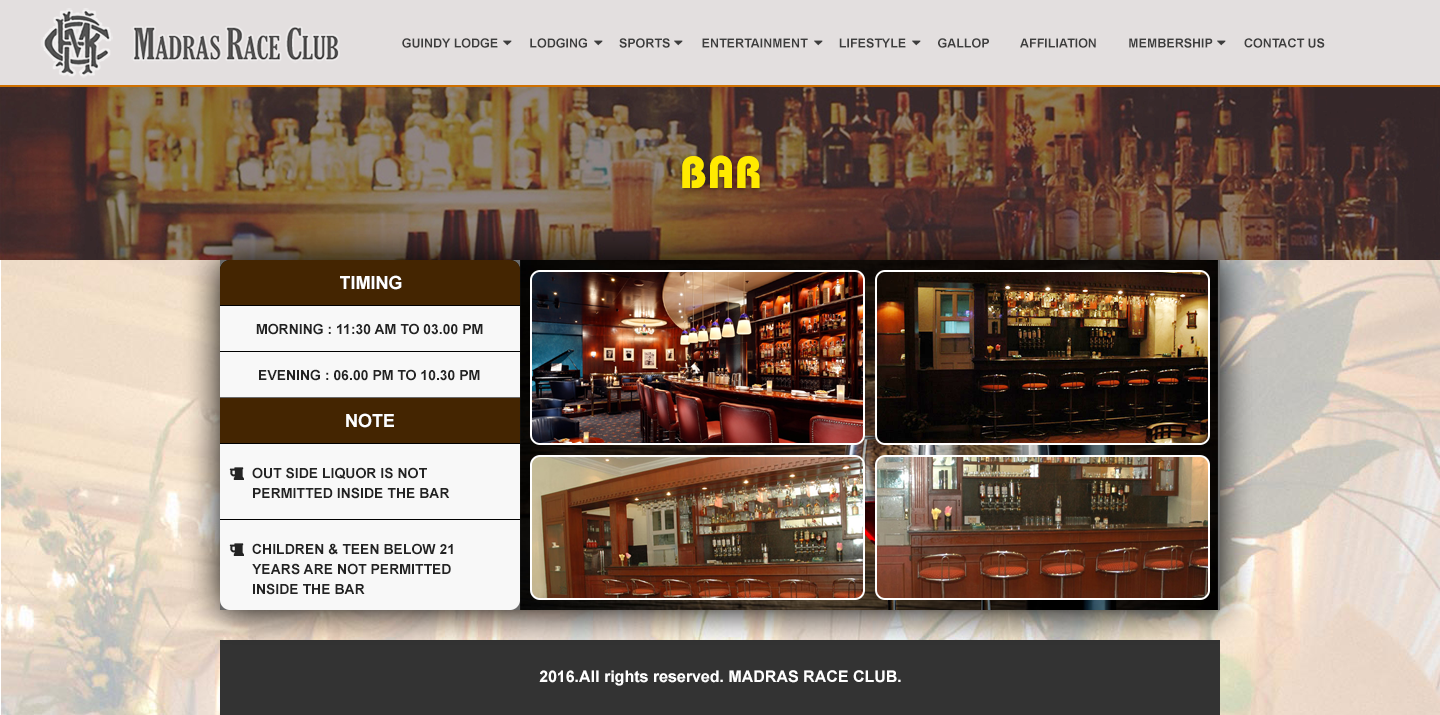 MADRAS RACE CLUB
GUINDY LODGE
LODGING
SPORTS
ENTERTAINMENT
LIFESTYLE
GALLOP
AFFILIATION
MEMBERSHIP
CONTACT US
BAR
TIMING
MORNING : 11:30 AM TO 03.00 PM
EVENING : 06.00 PM TO 10.30 PM
NOTE
OUT SIDE LIQUOR IS NOT
PERMITTED INSIDE THE BAR
CHILDREN & TEEN BELOW 21
YEARS ARE NOT PERMITTED
INSIDE THE BAR
2016.All rights reserved. MADRAS RACE CLUB.